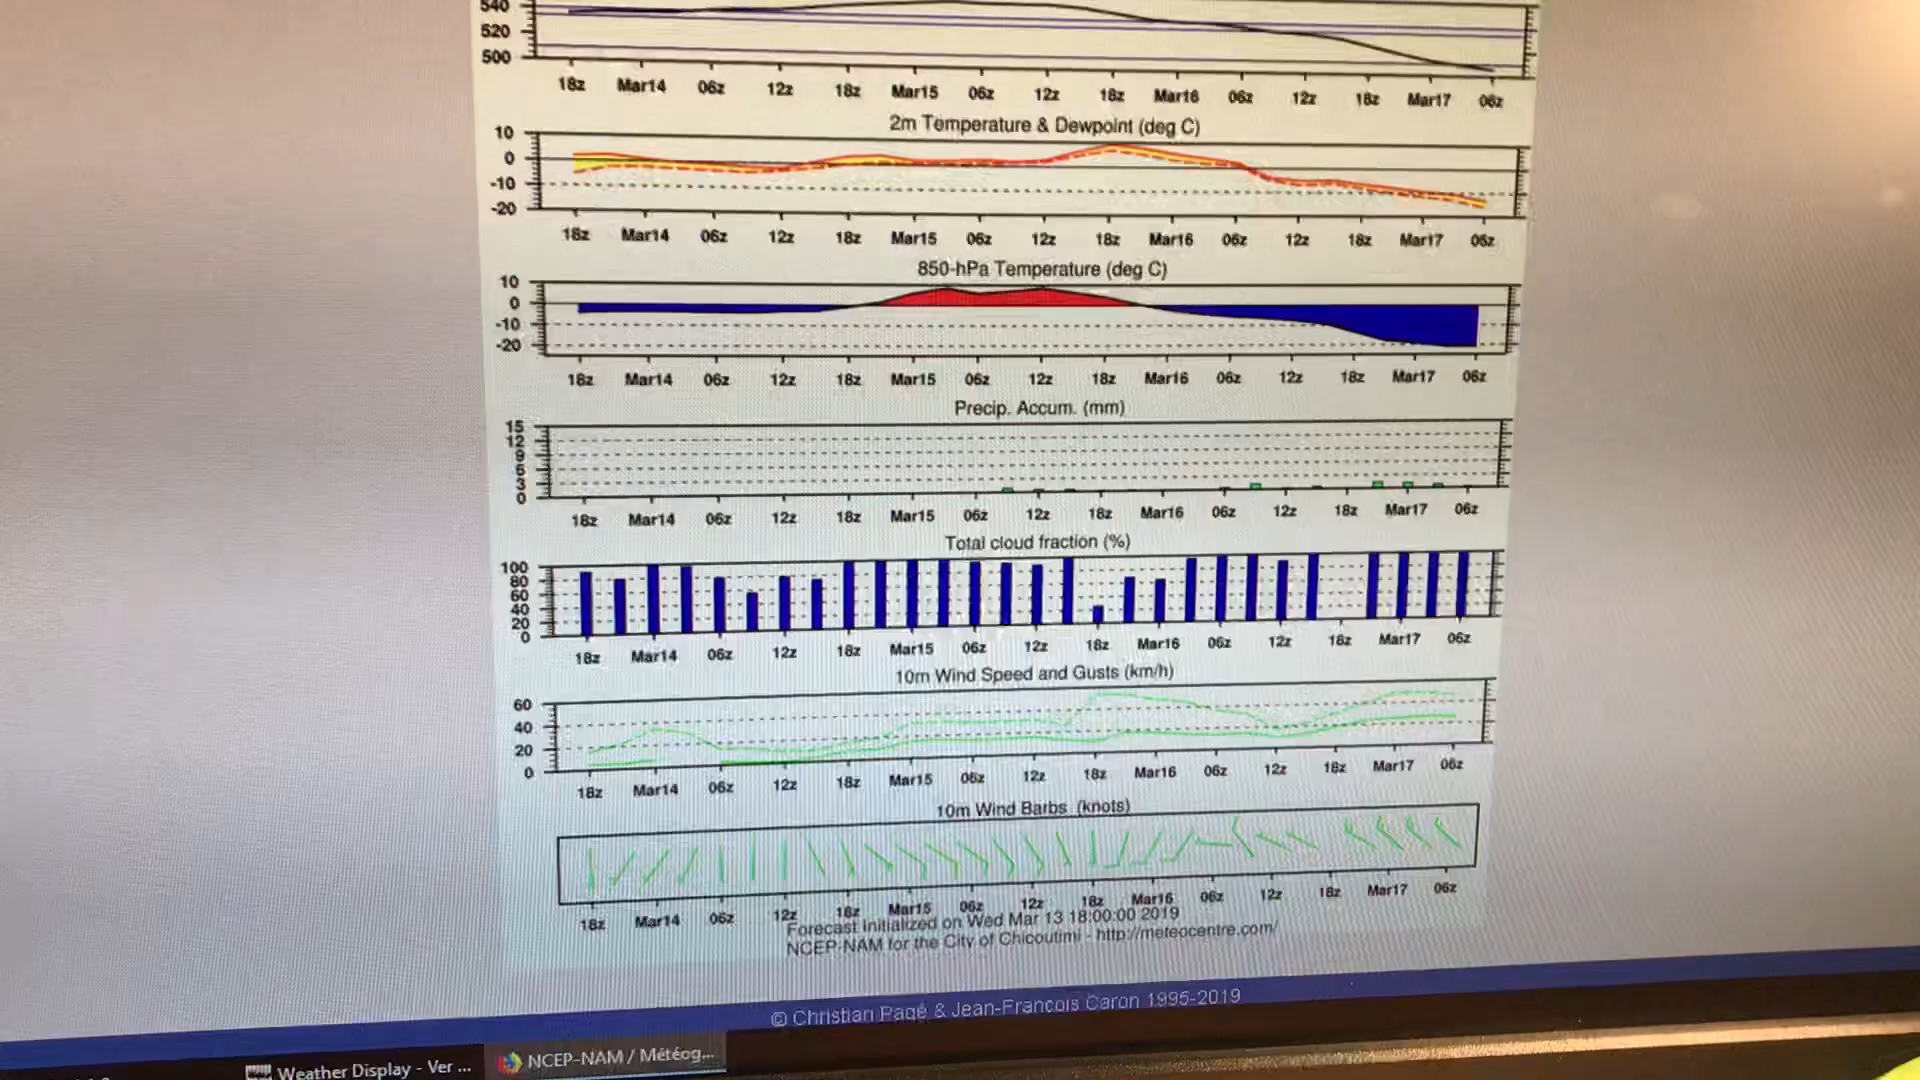 540
520
500
18z Mar14 06z 12z 18z Mar15 06z 12z 18z Mar16 06z 12z 18z Mar17 06z
2m Temperature & Dewpoint (deg C)
10
0
-10
-20
18z Mar14 06z 12z 18z Mar15 06z 12z 18z Mar16 06z 12z 18z Mar17 06z
850-hPa Temperature (deg C)
10
0
-10
-20
18z Mar14 06z 12z 18z Mar15 06z 12z 18z Mar16 06z 12z 18z Mar17 06z
Precip. Accum. (mm)
15
12
9
6
3
0
18z Mar14 06z 12z 18z Mar15 06z 12z 18z Mar16 06z 12z 18z Mar17 06z
Total cloud fraction (%)
100
80
60
40
20
0
18z Mar14 06z 12z 18z Mar15 06z 12z 18z Mar16 06z 12z 18z Mar17 06z
10m Wind Speed and Gusts (km/h)
60
40
20
0
18z Mar14 06z 12z 18z Mar15 06z 12z 18z Mar16 06z 12z 18z Mar17 06z
10m Wind Barbs (knots)
18z Mar14 06z 12z 18z Mar15 06z 12z 18z Mar16 06z 12z 18z Mar17 06z
Forecast Initialized on Wed Mar 13 18:00:00 2019
NCEP-NAM for the City of Chicoutimi - http://meteocentre.com/
© Christian Pagé & Jean-François Caron 1995-2019
Weather Display - Ver ...
NCEP-NAM / Météog...